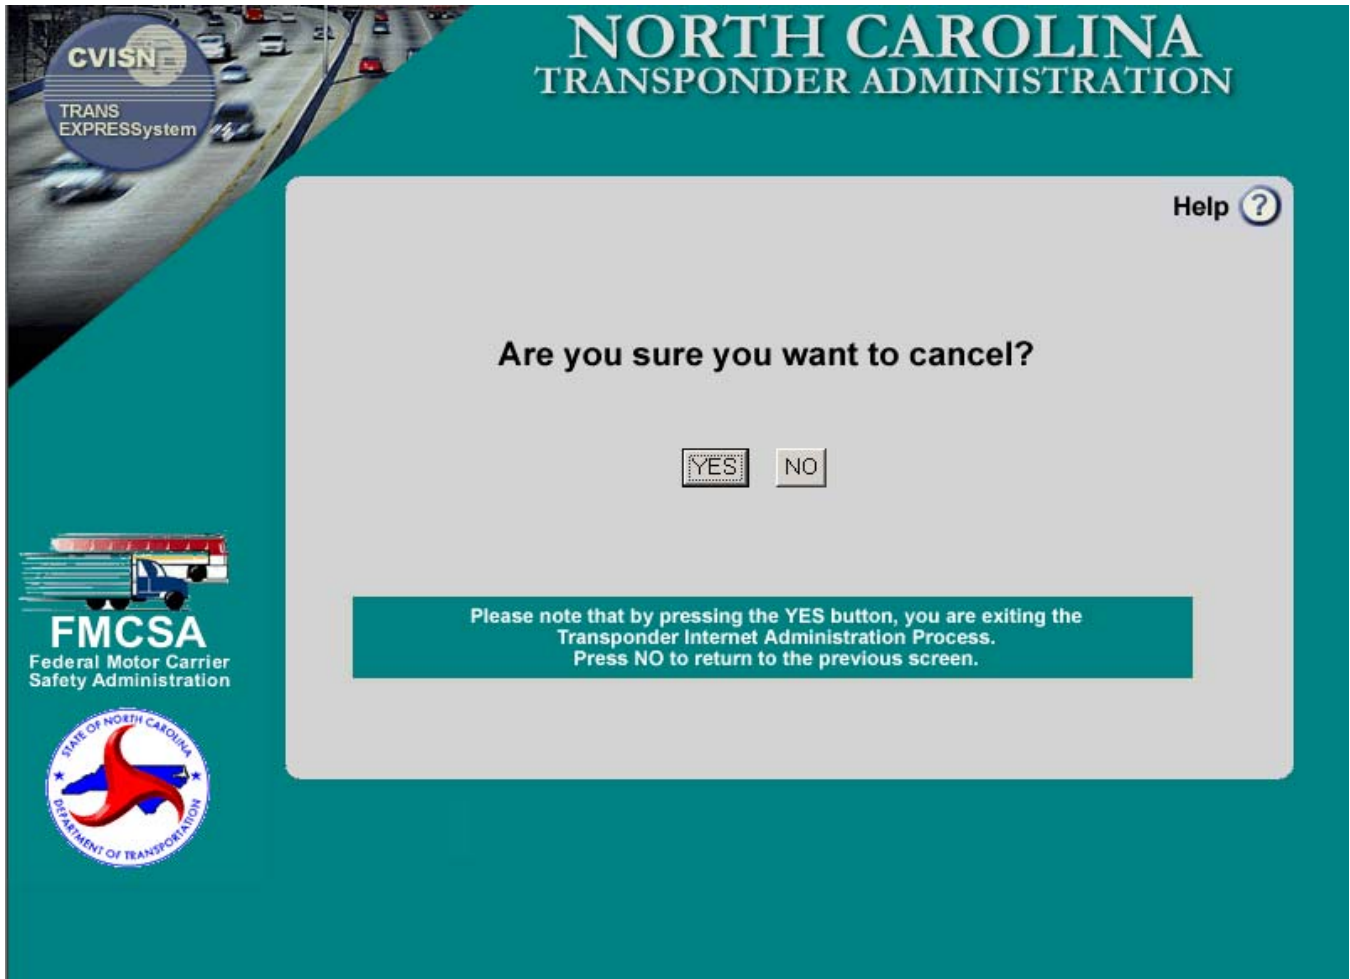 CVISN
TRANS
EXPRESSystem
NORTH CAROLINA
TRANSPONDER ADMINISTRATION
Help ?
Are you sure you want to cancel?
YES NO
Please note that by pressing the YES button, you are exiting the
Transponder Internet Administration Process.
Press NO to return to the previous screen.
FMCSA
Federal Motor Carrier
Safety Administration
STATE OF NORTH CAROLINA
DEPARTMENT OF TRANSPORTATION